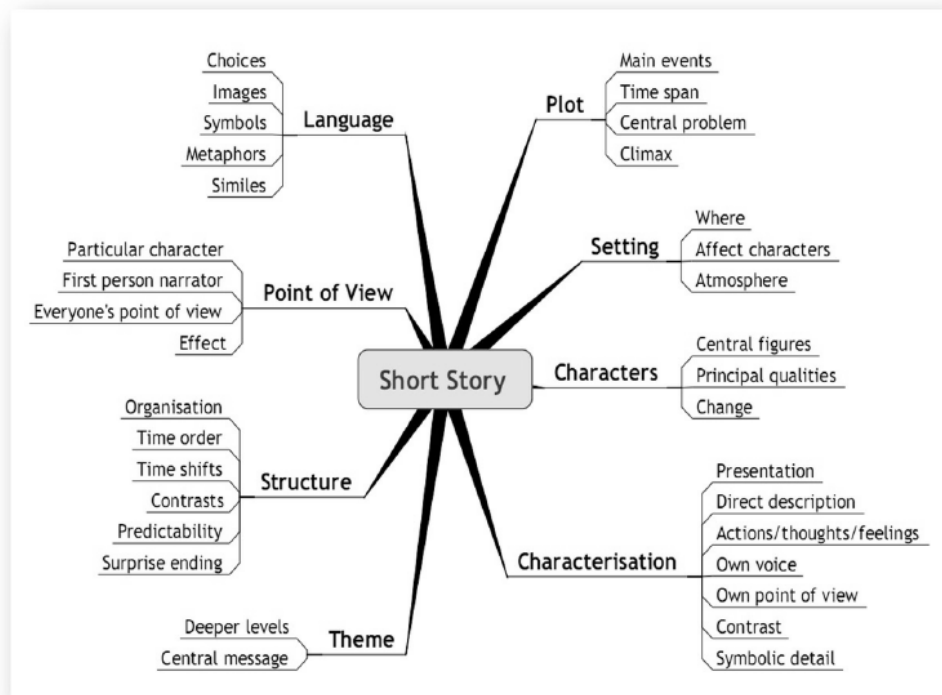 Short Story
Language
Choices
Images
Symbols
Metaphors
Similes
Point of View
Particular character
First person narrator
Everyone's point of view
Effect
Structure
Organisation
Time order
Time shifts
Contrasts
Predictability
Surprise ending
Theme
Deeper levels
Central message
Plot
Main events
Time span
Central problem
Climax
Setting
Where
Affect characters
Atmosphere
Characters
Central figures
Principal qualities
Change
Characterisation
Presentation
Direct description
Actions/thoughts/feelings
Own voice
Own point of view
Contrast
Symbolic detail